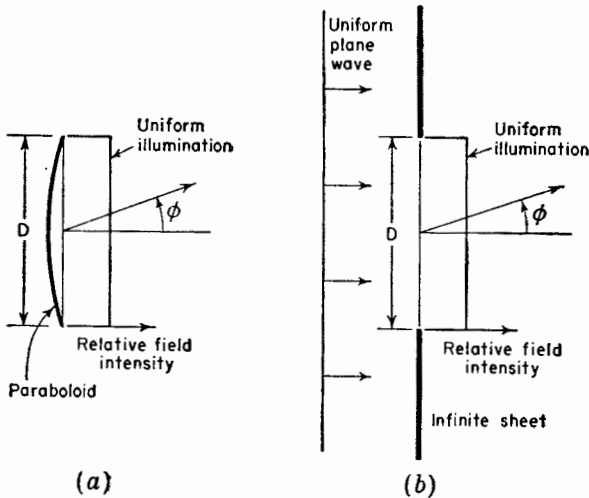 Uniform
illumination
D
ϕ
Relative field
intensity
Paraboloid
(a)
Uniform
plane
wave
Uniform
illumination
D
ϕ
Relative field
intensity
Infinite sheet
(b)